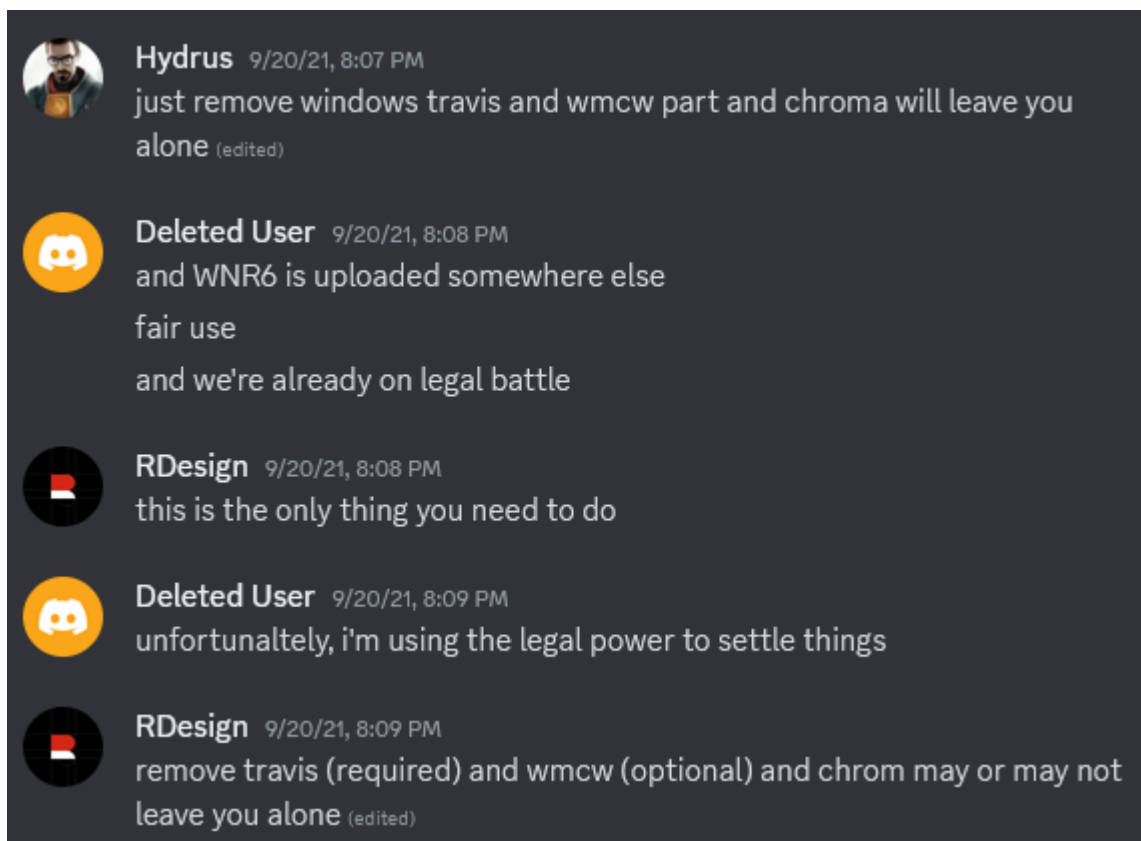 Hydrus 9/20/21, 8:07 PM
just remove windows travis and wmcw part and chroma will leave you
alone (edited)
Deleted User 9/20/21, 8:08 PM
and WNR6 is uploaded somewhere else
fair use
and we're already on legal battle
RDesign 9/20/21, 8:08 PM
this is the only thing you need to do
Deleted User 9/20/21, 8:09 PM
unfortunaltely, i'm using the legal power to settle things
RDesign 9/20/21, 8:09 PM
remove travis (required) and wmcw (optional) and chrom may or may not
leave you alone (edited)